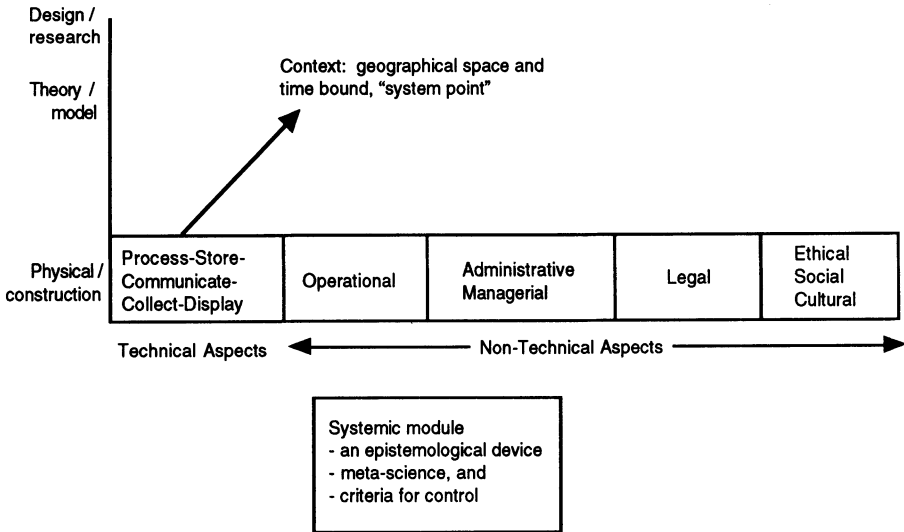 Design /
research
Context:  geographical space and
time bound, “system point”
Theory /
model
Physical /
construction
Process-Store-
Communicate-
Collect-Display
Operational
Administrative
Managerial
Legal
Ethical
Social
Cultural
Technical Aspects
Non-Technical Aspects
Systemic module
- an epistemological device
- meta-science, and
- criteria for control